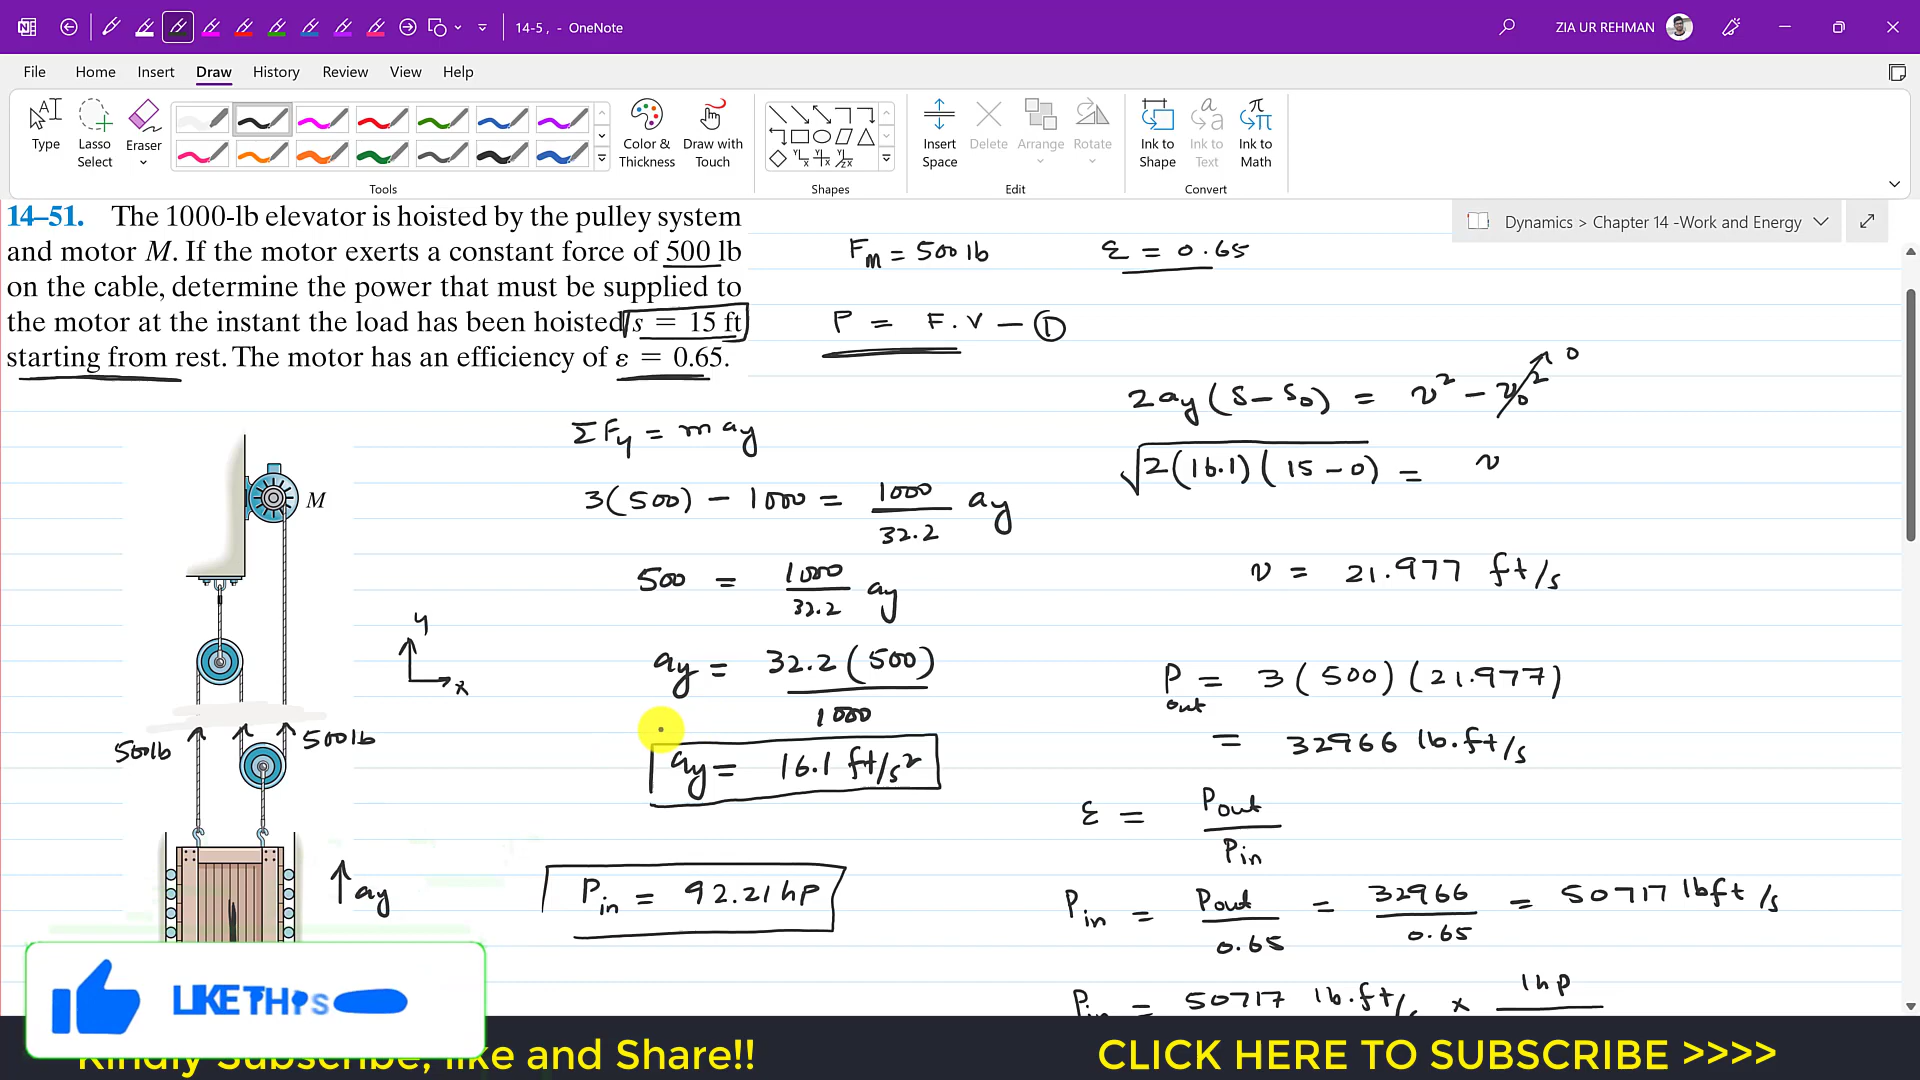 14-5 , - OneNote
ZIA UR REHMAN
File Home Insert Draw History Review View Help
Type
Lasso Select
Eraser
Color & Thickness
Draw with Touch
Insert Space
Delete
Arrange
Rotate
Ink to Shape
Ink to Text
Ink to Math
Tools
Shapes
Edit
Convert
Dynamics > Chapter 14 -Work and Energy
14–51. The 1000-lb elevator is hoisted by the pulley system
and motor M. If the motor exerts a constant force of 500 lb
on the cable, determine the power that must be supplied to
the motor at the instant the load has been hoisted s = 15 ft
starting from rest. The motor has an efficiency of ε = 0.65.
F_M = 500 lb
ε = 0.65
P = F.V — ①
ΣFy = m ay
3(500) - 1000 = 1000/32.2 ay
500 = 1000/32.2 ay
ay = 32.2(500)/1000
ay = 16.1 ft/s²
Pin = 92.21 hp
2ay(S-S0) = v² - v0² 0
√2(16.1)(15-0) = v
v = 21.977 ft/s
Pout = 3(500)(21.977)
= 32966 lb.ft/s
ε = Pout/Pin
Pin = Pout/0.65 = 32966/0.65 = 50717 lbft/s
Pin = 50717 lb.ft/s × 1hp
M
y
x
500lb
500lb
ay
LIKE THIS
Kindly Subscribe, like and Share!!
CLICK HERE TO SUBSCRIBE >>>>